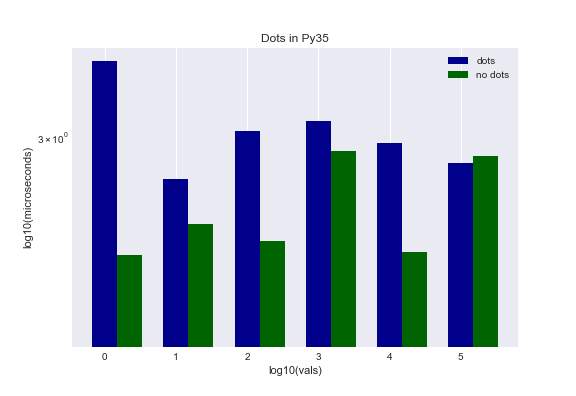 Dots in Py35
dots
no dots
3 × 10⁰
log10(microseconds)
0 1 2 3 4 5
log10(vals)